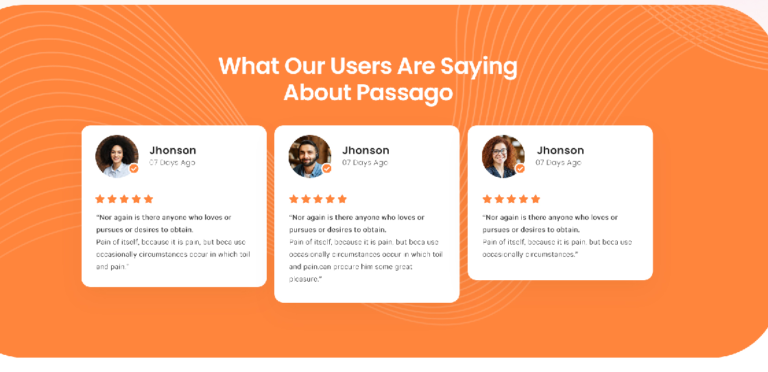 What Our Users Are Saying
About Passago
Jhonson
07 Days Ago
"Nor again is there anyone who loves or
pursues or desires to obtain.
Pain of itself, because it is pain, but beca use
occasionally circumstances occur in which toil
and pain."
Jhonson
07 Days Ago
"Nor again is there anyone who loves or
pursues or desires to obtain.
Pain of itself, because it is pain, but beca use
occasionally circumstances occur in which toil
and pain.can procure him some great
pleasure."
Jhonson
07 Days Ago
"Nor again is there anyone who loves or
pursues or desires to obtain.
Pain of itself, because it is pain, but beca use
occasionally circumstances."